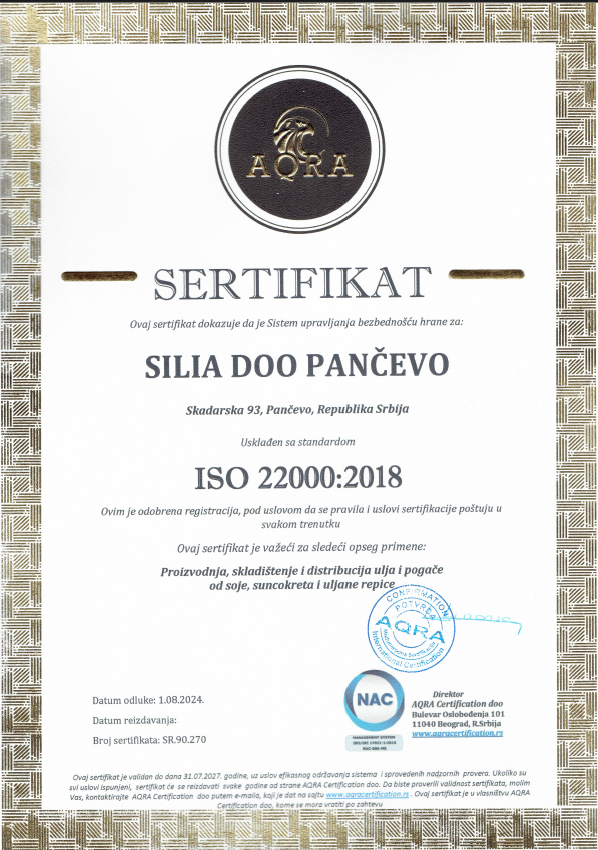 AQRA
SERTIFIKAT
Ovaj sertifikat dokazuje da je Sistem upravljanja bezbednošću hrane za:
SILIA DOO PANČEVO
Skadarska 93, Pančevo, Republika Srbija
Usklađen sa standardom
ISO 22000:2018
Ovim je odobrena registracija, pod uslovom da se pravila i uslovi sertifikacije poštuju u
svakom trenutku
Ovaj sertifikat je važeći za sledeći opseg primene:
Proizvodnja, skladištenje i distribucija ulja i pogače
od soje, suncokreta i uljane repice
CONFIRMATION
POTVRDA
AQRA
International Certification
Datum odluke: 1.08.2024.
Datum reizdavanja:
Broj sertifikata: SR.90.270
NAC
MANAGEMENT SYSTEM
Direktor
AQRA Certification doo
Bulevar Oslobođenja 101
11040 Beograd, R.Srbija
www.aqracertification.rs
Ovaj sertifikat je validan do dana 31.07.2027. godine, uz uslov efikasnog održavanja sistema i sprovedenih nadzornih provera. Ukoliko su
svi uslovi ispunjeni, sertifikat će se reizdavati svake godine od strane AQRA Certification doo. Da biste proverili validnost sertifikata, molim
Vas, kontaktirajte AQRA Certification doo putem e-maila, koji je dat na sajtu www.aqracertification.rs . Ovaj sertifikat je u vlasništvu AQRA
Certification doo, kome se mora vratiti po zahtevu